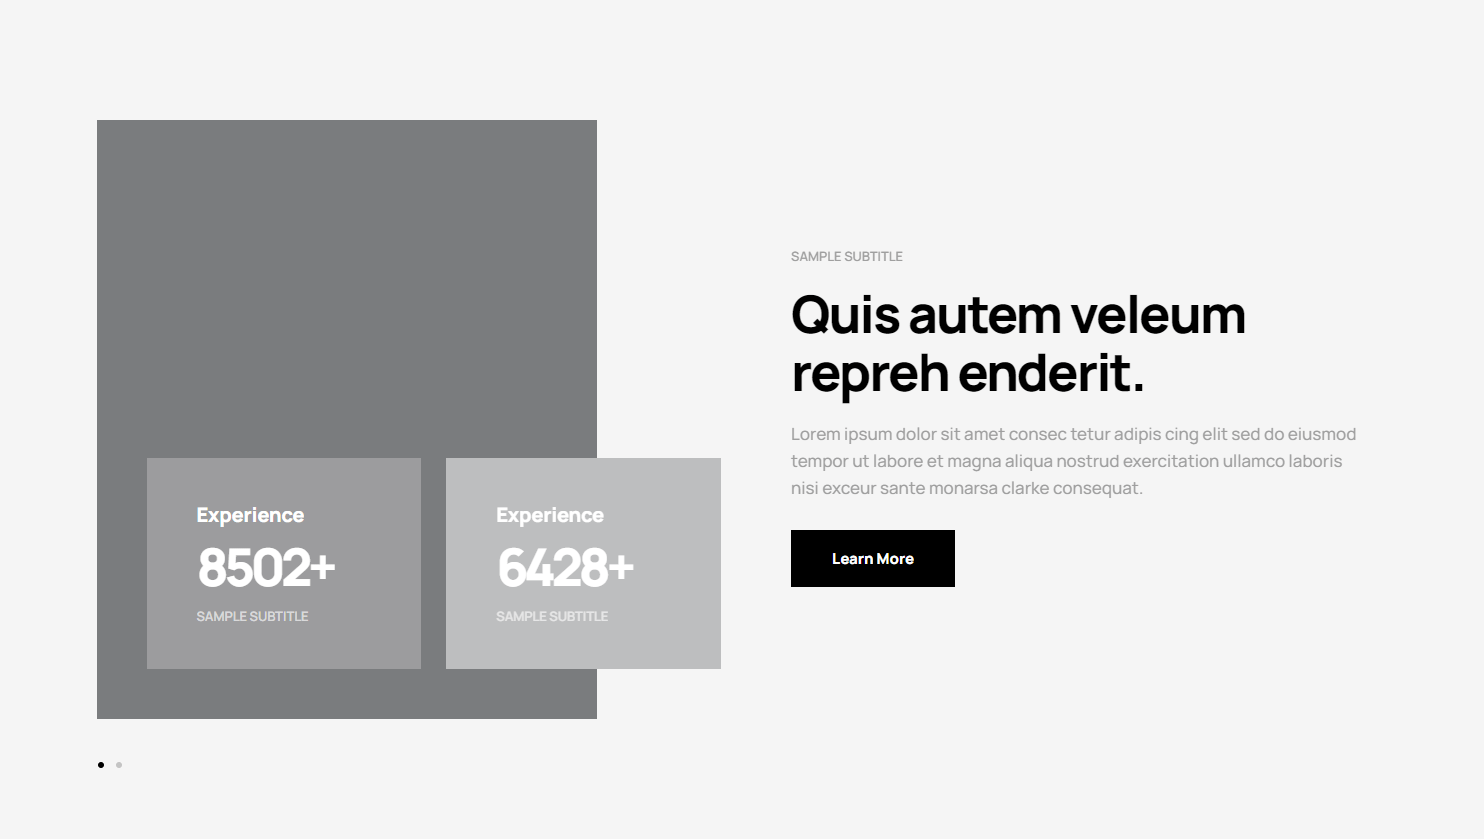 Experience
8502+
SAMPLE SUBTITLE
Experience
6428+
SAMPLE SUBTITLE
SAMPLE SUBTITLE
Quis autem veleum
repreh enderit.
Lorem ipsum dolor sit amet consec tetur adipis cing elit sed do eiusmod
tempor ut labore et magna aliqua nostrud exercitation ullamco laboris
nisi exceur sante monarsa clarke consequat.
Learn More